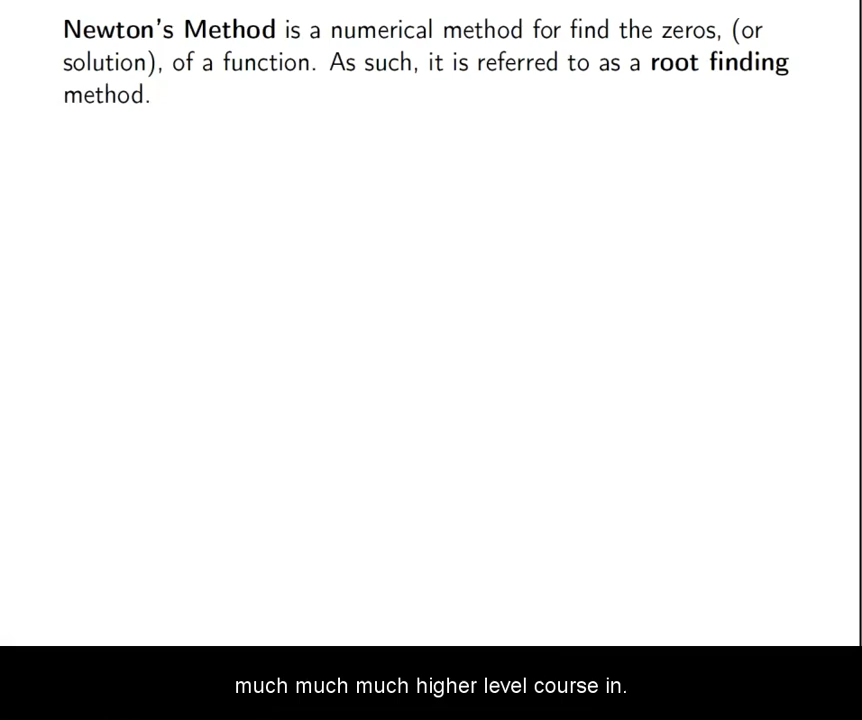 Newton's Method is a numerical method for find the zeros, (or
solution), of a function. As such, it is referred to as a root finding
method.
much much much higher level course in.